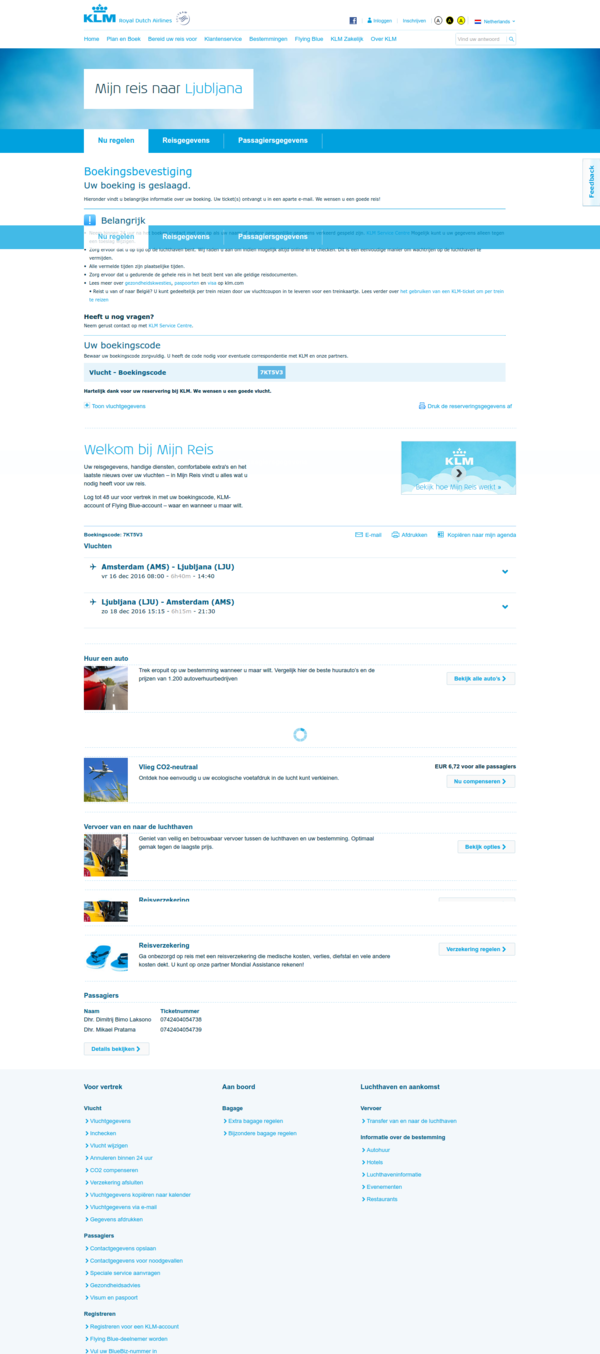 KLM Royal Dutch Airlines
Inloggen Inschrijven A A A Netherlands
Home Plan en Boek Bereid uw reis voor Klantenservice Bestemmingen Flying Blue KLM Zakelijk Over KLM Vind uw antwoord
Mijn reis naar Ljubljana
Nu regelen Reisgegevens Passagiersgegevens
Feedback
Boekingsbevestiging
Uw boeking is geslaagd.
Hieronder vindt u belangrijke informatie over uw boeking. Uw ticket(s) ontvangt u in een aparte e-mail. We wensen u een goede reis!
Belangrijk
Nu regelen Reisgegevens Passagiersgegevens
vermijden.
Alle vermelde tijden zijn plaatselijke tijden.
Zorg ervoor dat u gedurende de gehele reis in het bezit bent van alle geldige reisdocumenten.
Lees meer over gezondheidskwesties, paspoorten en visa op klm.com
Reist u van of naar België? U kunt gedeeltelijk per trein reizen door uw vluchtcoupon in te leveren voor een treinkaartje. Lees verder over het gebruiken van een KLM-ticket om per trein te reizen
Heeft u nog vragen?
Neem gerust contact op met KLM Service Centre.
Uw boekingscode
Bewaar uw boekingscode zorgvuldig. U heeft de code nodig voor eventuele correspondentie met KLM en onze partners.
Vlucht - Boekingscode 7KT5V3
Hartelijk dank voor uw reservering bij KLM. We wensen u een goede vlucht.
Toon vluchtgegevens Druk de reserveringsgegevens af
Welkom bij Mijn Reis
Uw reisgegevens, handige diensten, comfortabele extra's en het
laatste nieuws over uw vluchten – in Mijn Reis vindt u alles wat u
nodig heeft voor uw reis.
Log tot 48 uur voor vertrek in met uw boekingscode, KLM-
account of Flying Blue-account – waar en wanneer u maar wilt.
KLM
Bekijk hoe Mijn Reis werkt »
Boekingscode: 7KT5V3 E-mail Afdrukken Kopiëren naar mijn agenda
Vluchten
Amsterdam (AMS) - Ljubljana (LJU)
vr 16 dec 2016 08:00 - 6h40m - 14:40
Ljubljana (LJU) - Amsterdam (AMS)
zo 18 dec 2016 15:15 - 6h15m - 21:30
Huur een auto
Trek eropuit op uw bestemming wanneer u maar wilt. Vergelijk hier de beste huurauto's en de
prijzen van 1.200 autoverhuurbedrijven
Bekijk alle auto's
Vlieg CO2-neutraal EUR 6,72 voor alle passagiers
Ontdek hoe eenvoudig u uw ecologische voetafdruk in de lucht kunt verkleinen.
Nu compenseren
Vervoer van en naar de luchthaven
Geniet van veilig en betrouwbaar vervoer tussen de luchthaven en uw bestemming. Optimaal
gemak tegen de laagste prijs.
Bekijk opties
Reisverzekering
Reisverzekering
Ga onbezorgd op reis met een reisverzekering die medische kosten, verlies, diefstal en vele andere
kosten dekt. U kunt op onze partner Mondial Assistance rekenen!
Verzekering regelen
Passagiers
Naam Ticketnummer
Dhr. Dimitrij Bimo Laksono 0742404054738
Dhr. Mikael Pratama 0742404054739
Details bekijken
Voor vertrek
Vlucht
Vluchtgegevens
Inchecken
Vlucht wijzigen
Annuleren binnen 24 uur
CO2 compenseren
Verzekering afsluiten
Vluchtgegevens kopiëren naar kalender
Vluchtgegevens via e-mail
Gegevens afdrukken
Passagiers
Contactgegevens opslaan
Contactgegevens voor noodgevallen
Speciale service aanvragen
Gezondheidsadvies
Visum en paspoort
Registreren
Registreren voor een KLM-account
Flying Blue-deelnemer worden
Vul uw BlueBiz-nummer in
Aan boord
Bagage
Extra bagage regelen
Bijzondere bagage regelen
Luchthaven en aankomst
Vervoer
Transfer van en naar de luchthaven
Informatie over de bestemming
Autohuur
Hotels
Luchthaveninformatie
Evenementen
Restaurants